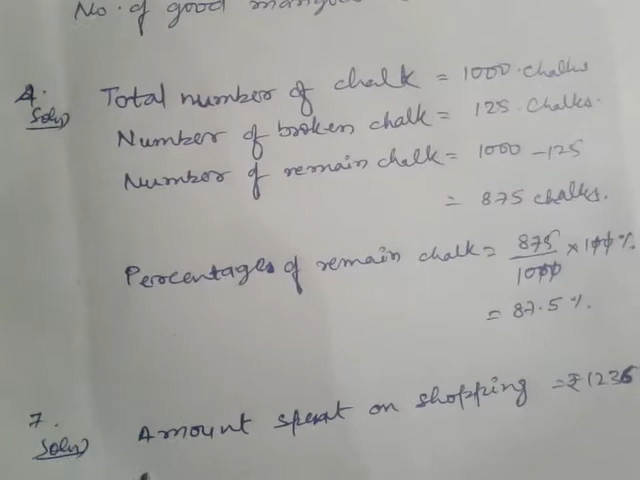 No. of good
4.
Soln)
Total number of chalk = 1000 chalks
Number of broken chalk = 125 chalks.
Number of remain chalk = 1000 - 125
= 875 chalks.
Percentages of remain chalk = 875/1000 × 100%
= 87.5%.
7.
Soln)
Amount spent on shopping = ₹1236